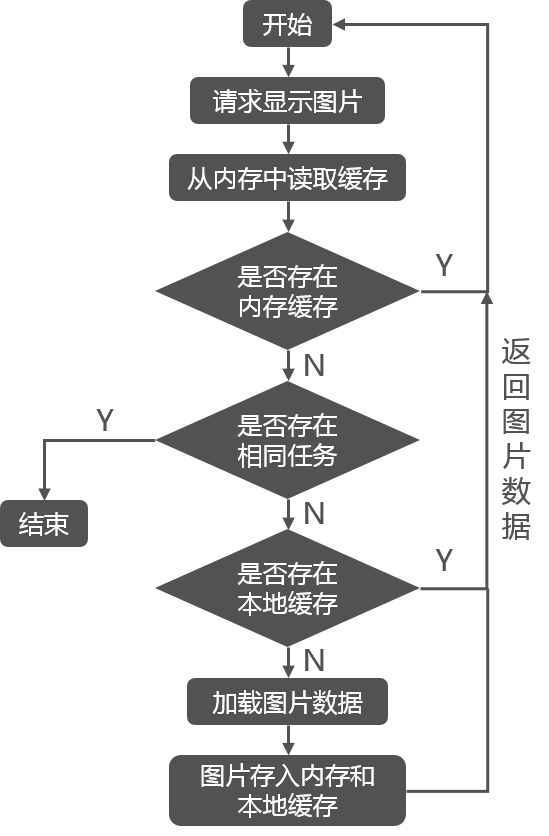 开始
请求显示图片
从内存中读取缓存
是否存在
内存缓存
Y
N
是否存在
相同任务
Y
结束
N
是否存在
本地缓存
Y
返回图片数据
N
加载图片数据
图片存入内存和
本地缓存